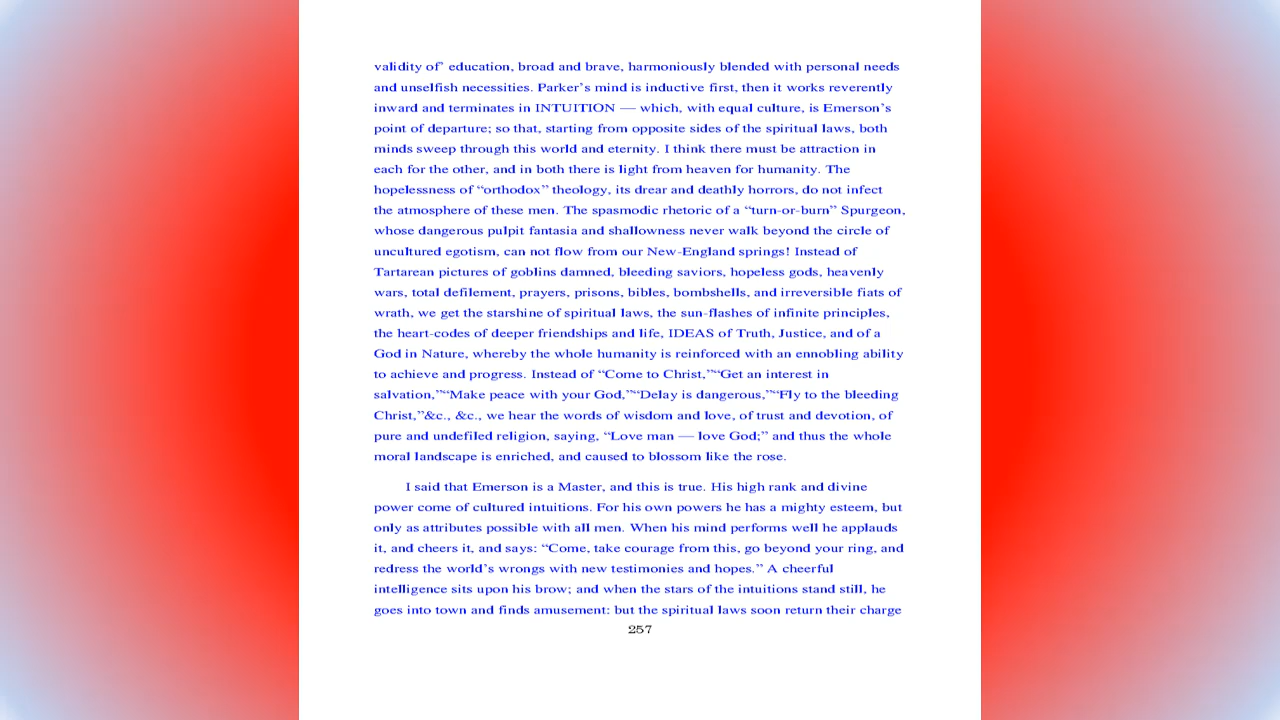 validity of’ education, broad and brave, harmoniously blended with personal needs
and unselfish necessities. Parker’s mind is inductive first, then it works reverently
inward and terminates in INTUITION — which, with equal culture, is Emerson’s
point of departure; so that, starting from opposite sides of the spiritual laws, both
minds sweep through this world and eternity. I think there must be attraction in
each for the other, and in both there is light from heaven for humanity. The
hopelessness of “orthodox” theology, its drear and deathly horrors, do not infect
the atmosphere of these men. The spasmodic rhetoric of a “turn-or-burn” Spurgeon,
whose dangerous pulpit fantasia and shallowness never walk beyond the circle of
uncultured egotism, can not flow from our New-England springs! Instead of
Tartarean pictures of goblins damned, bleeding saviors, hopeless gods, heavenly
wars, total defilement, prayers, prisons, bibles, bombshells, and irreversible fiats of
wrath, we get the starshine of spiritual laws, the sun-flashes of infinite principles,
the heart-codes of deeper friendships and life, IDEAS of Truth, Justice, and of a
God in Nature, whereby the whole humanity is reinforced with an ennobling ability
to achieve and progress. Instead of “Come to Christ,”“Get an interest in
salvation,”“Make peace with your God,”“Delay is dangerous,”“Fly to the bleeding
Christ,”&c., &c., we hear the words of wisdom and love, of trust and devotion, of
pure and undefiled religion, saying, “Love man — love God;” and thus the whole
moral landscape is enriched, and caused to blossom like the rose.
I said that Emerson is a Master, and this is true. His high rank and divine
power come of cultured intuitions. For his own powers he has a mighty esteem, but
only as attributes possible with all men. When his mind performs well he applauds
it, and cheers it, and says: “Come, take courage from this, go beyond your ring, and
redress the world’s wrongs with new testimonies and hopes.” A cheerful
intelligence sits upon his brow; and when the stars of the intuitions stand still, he
goes into town and finds amusement: but the spiritual laws soon return their charge
257